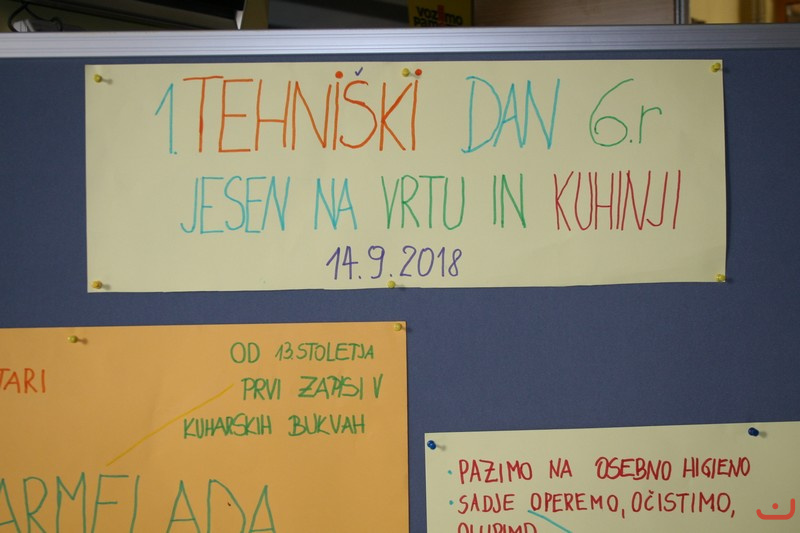 1. TEHNIŠKI DAN 6.r
JESEN NA VRTU IN KUHINJI
14.9.2018
OD 13. STOLETJA
PRVI ZAPISI V
KUHARSKIH BUKVAH
TARI
ARMELADA
• PAZIMO NA OSEBNO HIGIENO
• SADJE OPEREMO, OČISTIMO,
OLUPIMO